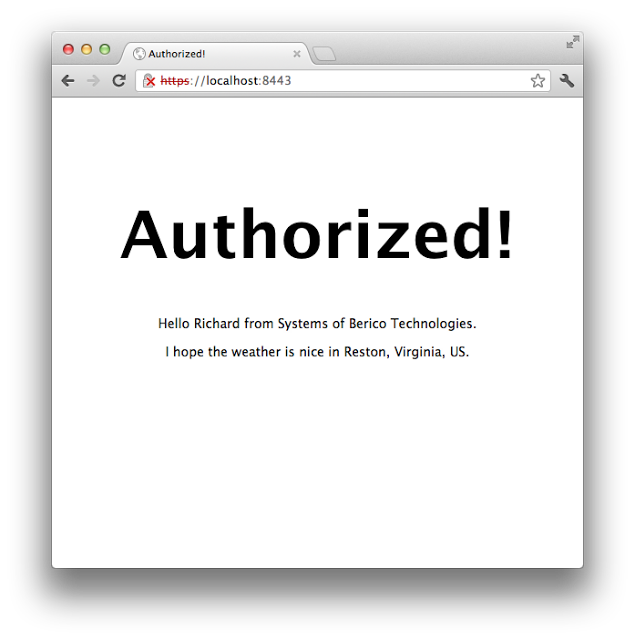 Authorized!
https://localhost:8443
Authorized!
Hello Richard from Systems of Berico Technologies.
I hope the weather is nice in Reston, Virginia, US.